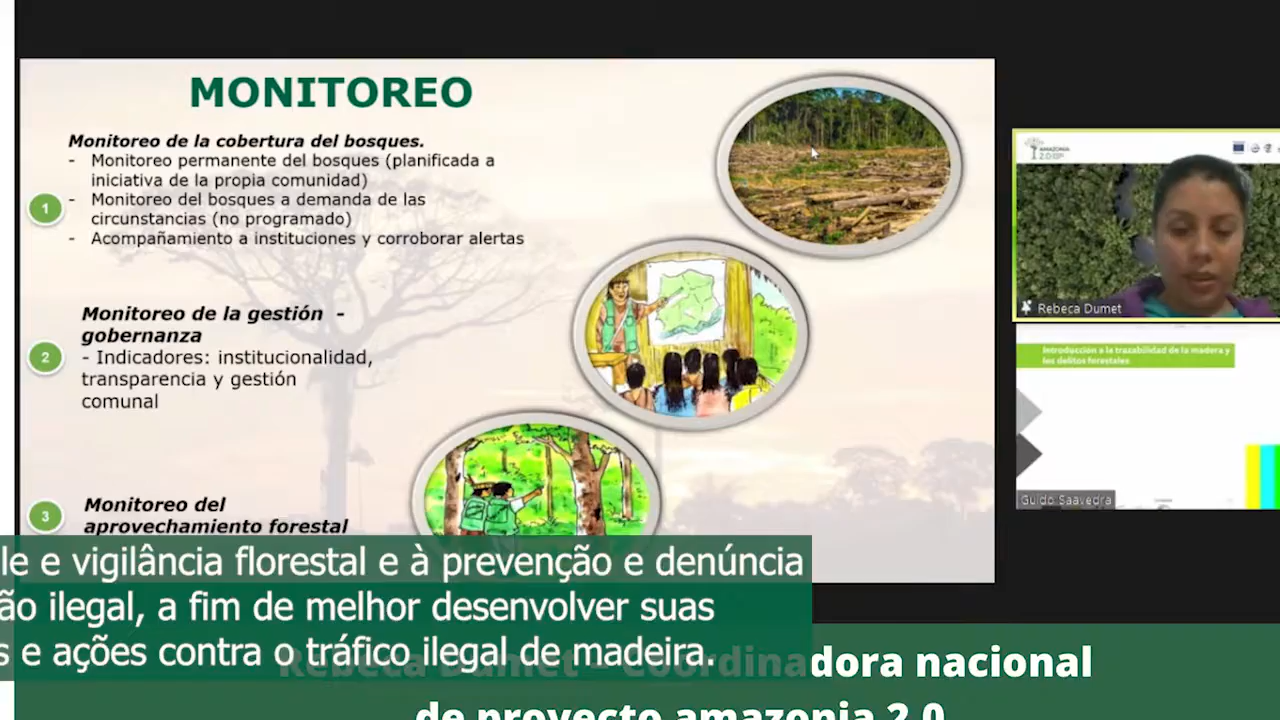 MONITOREO
Monitoreo de la cobertura del bosques.
- Monitoreo permanente del bosques (planificada a
iniciativa de la propia comunidad)
1
- Monitoreo del bosques a demanda de las
circunstancias (no programado)
- Acompañamiento a instituciones y corroborar alertas
Monitoreo de la gestión -
gobernanza
2
- Indicadores: institucionalidad,
transparencia y gestión
comunal
3
Monitoreo del
aprovechamiento forestal
AMAZONÍA
2.0
Rebeca Dumet
Introducción a la trazabilidad de la madera y
los delitos forestales
Guido Saavedra
le e vigilância florestal e à prevenção e denúncia
ão ilegal, a fim de melhor desenvolver suas
s e ações contra o tráfico ilegal de madeira.
Rebeca Dumet - Coordinadora nacional
de proyecto amazonia 2.0